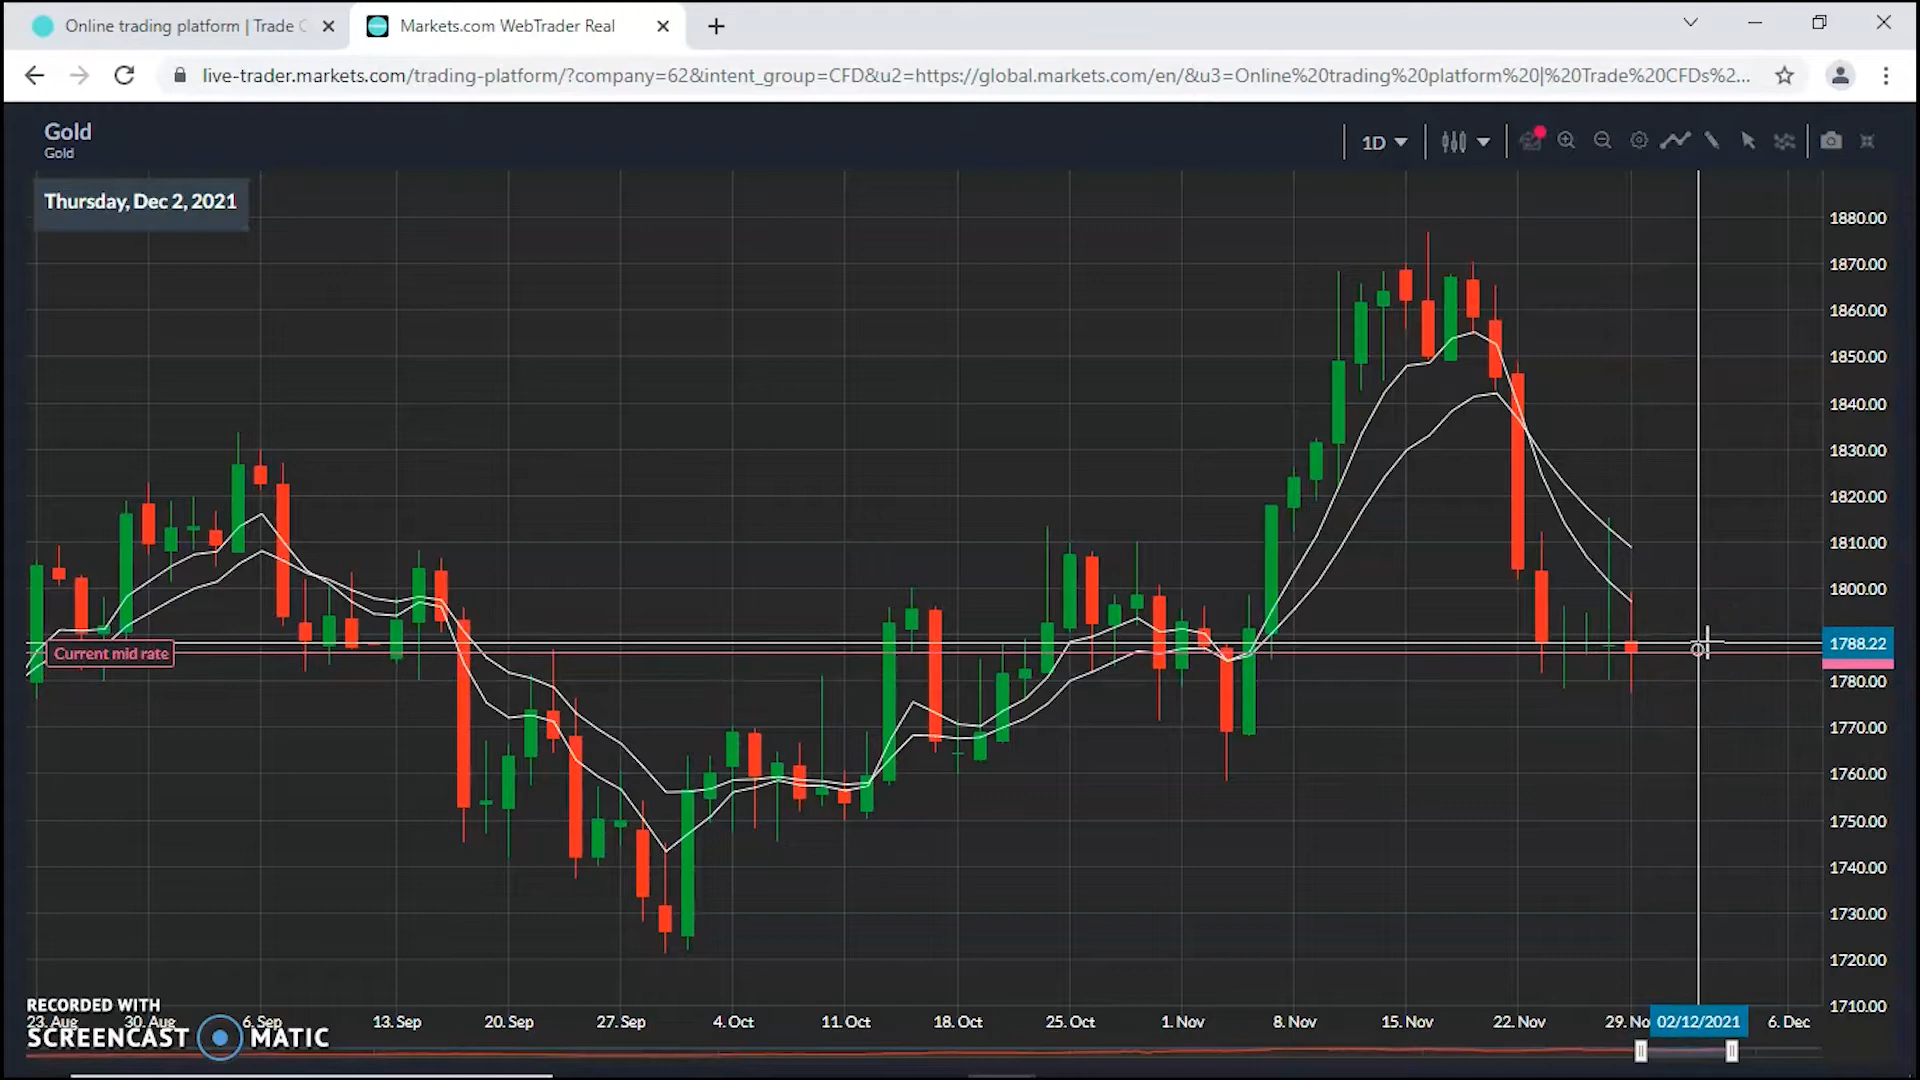 Online trading platform | Trade C
Markets.com WebTrader Real
live-trader.markets.com/trading-platform/?company=62&intent_group=CFD&u2=https://global.markets.com/en/&u3=Online%20trading%20platform%20|%20Trade%20CFDs%2...
Gold
Gold
1D
Thursday, Dec 2, 2021
1880.00
1870.00
1860.00
1850.00
1840.00
1830.00
1820.00
1810.00
1800.00
Current mid rate
1788.22
1780.00
1770.00
1760.00
1750.00
1740.00
1730.00
1720.00
1710.00
RECORDED WITH
SCREENCAST MATIC
23. Aug 30. Aug 6. Sep 13. Sep 20. Sep 27. Sep 4. Oct 11. Oct 18. Oct 25. Oct 1. Nov 8. Nov 15. Nov 22. Nov 29. No 02/12/2021 6. Dec